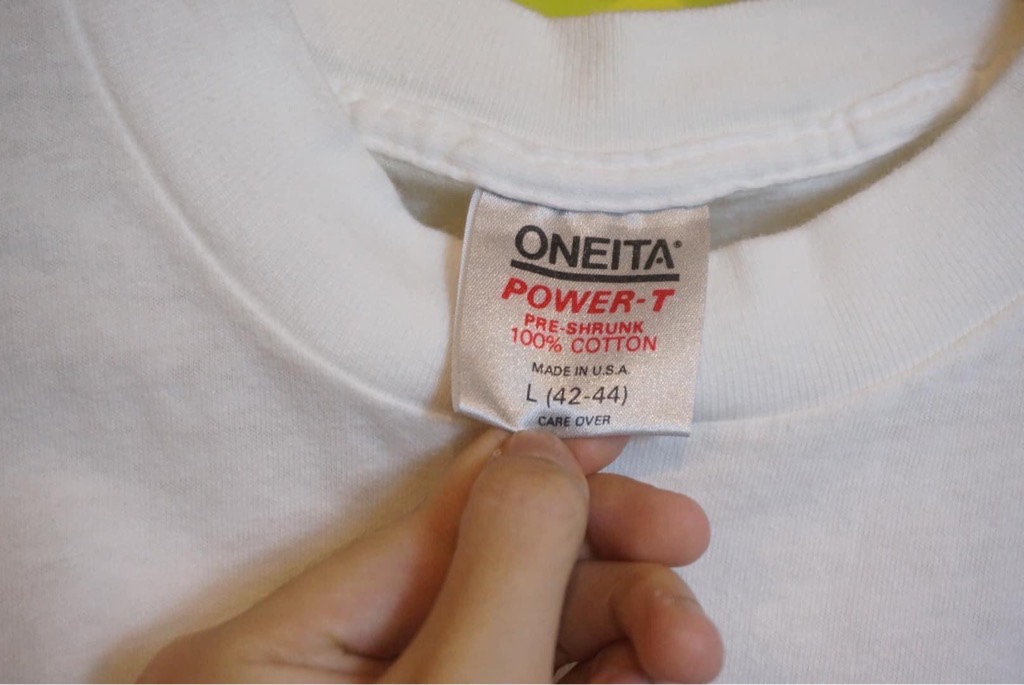 ONEITA®
POWER-T
PRE-SHRUNK
100% COTTON
MADE IN U.S.A.
L (42-44)
CARE OVER